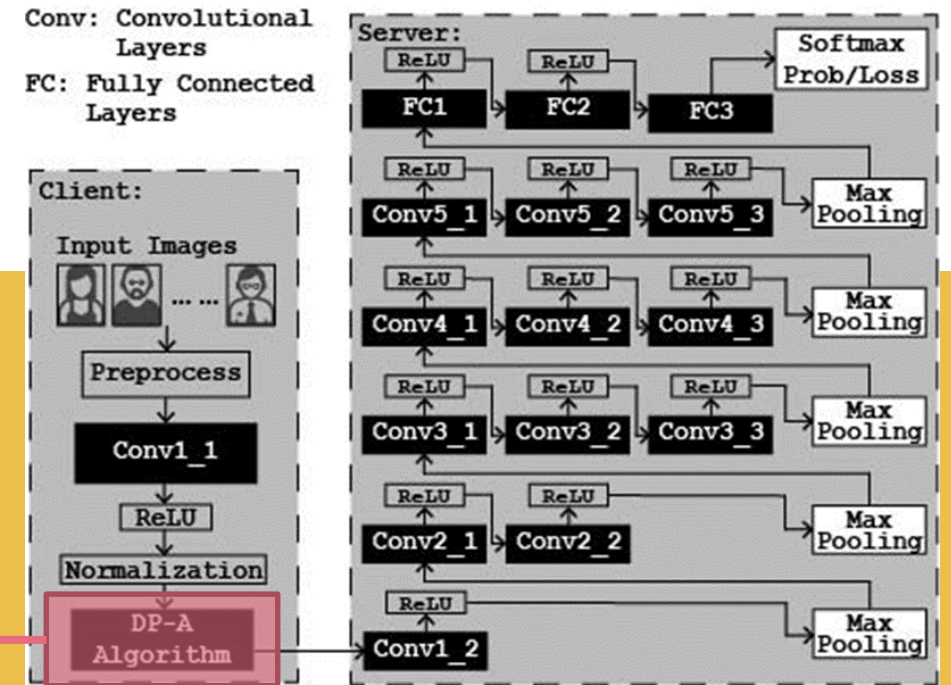 Conv: Convolutional
Layers
FC: Fully Connected
Layers
Client:
Input Images
... ...
Preprocess
Conv1_1
ReLU
Normalization
DP-A
Algorithm
Server:
ReLU
ReLU
Softmax
Prob/Loss
FC1
FC2
FC3
ReLU
ReLU
ReLU
Max
Pooling
Conv5_1
Conv5_2
Conv5_3
ReLU
ReLU
ReLU
Max
Pooling
Conv4_1
Conv4_2
Conv4_3
ReLU
ReLU
ReLU
Max
Pooling
Conv3_1
Conv3_2
Conv3_3
ReLU
ReLU
Max
Pooling
Conv2_1
Conv2_2
ReLU
Max
Pooling
Conv1_2